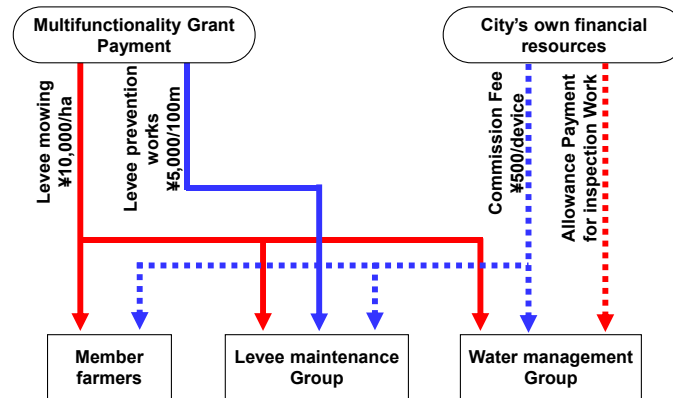 Multifunctionality Grant
Payment
City's own financial
resources
Levee mowing
¥10,000/ha
Levee prevention
works
¥5,000/100m
Commission Fee
¥500/device
Allowance Payment
for inspection Work
Member
farmers
Levee maintenance
Group
Water management
Group